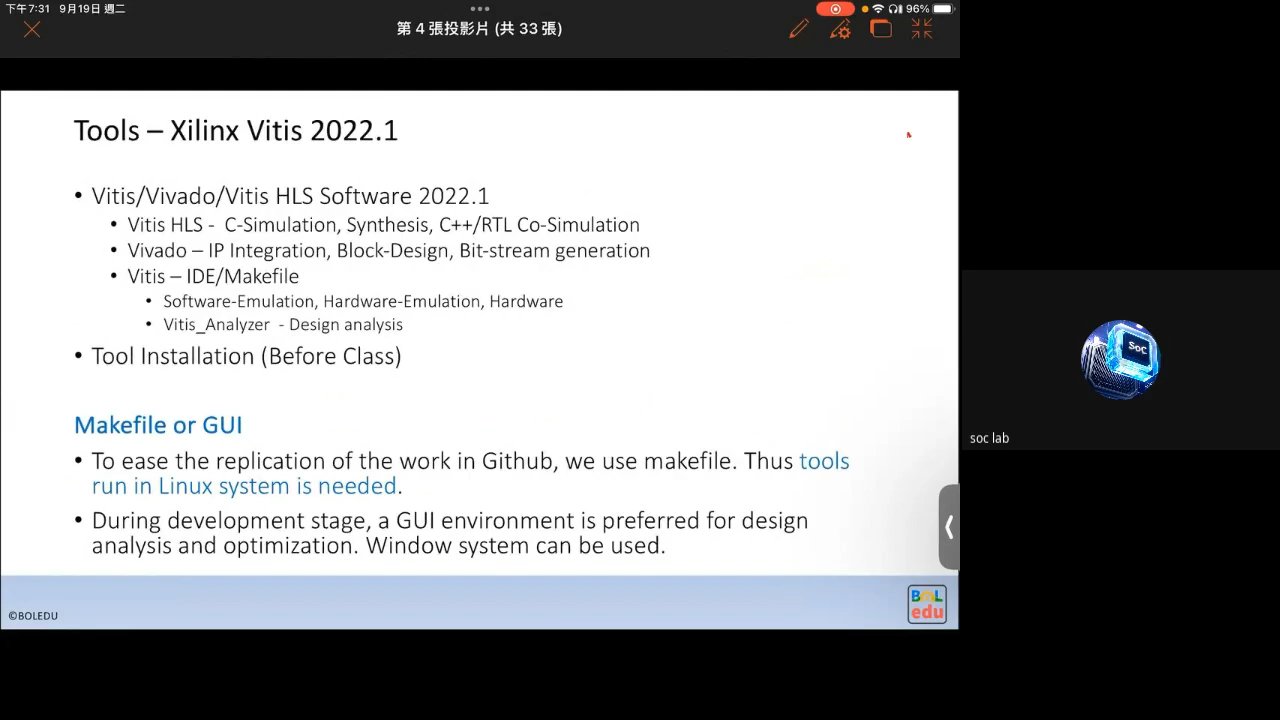 下午7:31 9月19日 週二
96%
第 4 張投影片 (共 33 張)
Tools – Xilinx Vitis 2022.1
• Vitis/Vivado/Vitis HLS Software 2022.1
• Vitis HLS - C-Simulation, Synthesis, C++/RTL Co-Simulation
• Vivado – IP Integration, Block-Design, Bit-stream generation
• Vitis – IDE/Makefile
• Software-Emulation, Hardware-Emulation, Hardware
• Vitis_Analyzer - Design analysis
• Tool Installation (Before Class)
Makefile or GUI
• To ease the replication of the work in Github, we use makefile. Thus tools
run in Linux system is needed.
• During development stage, a GUI environment is preferred for design
analysis and optimization. Window system can be used.
©BOLEDU
BOL
edu
SoC
soc lab